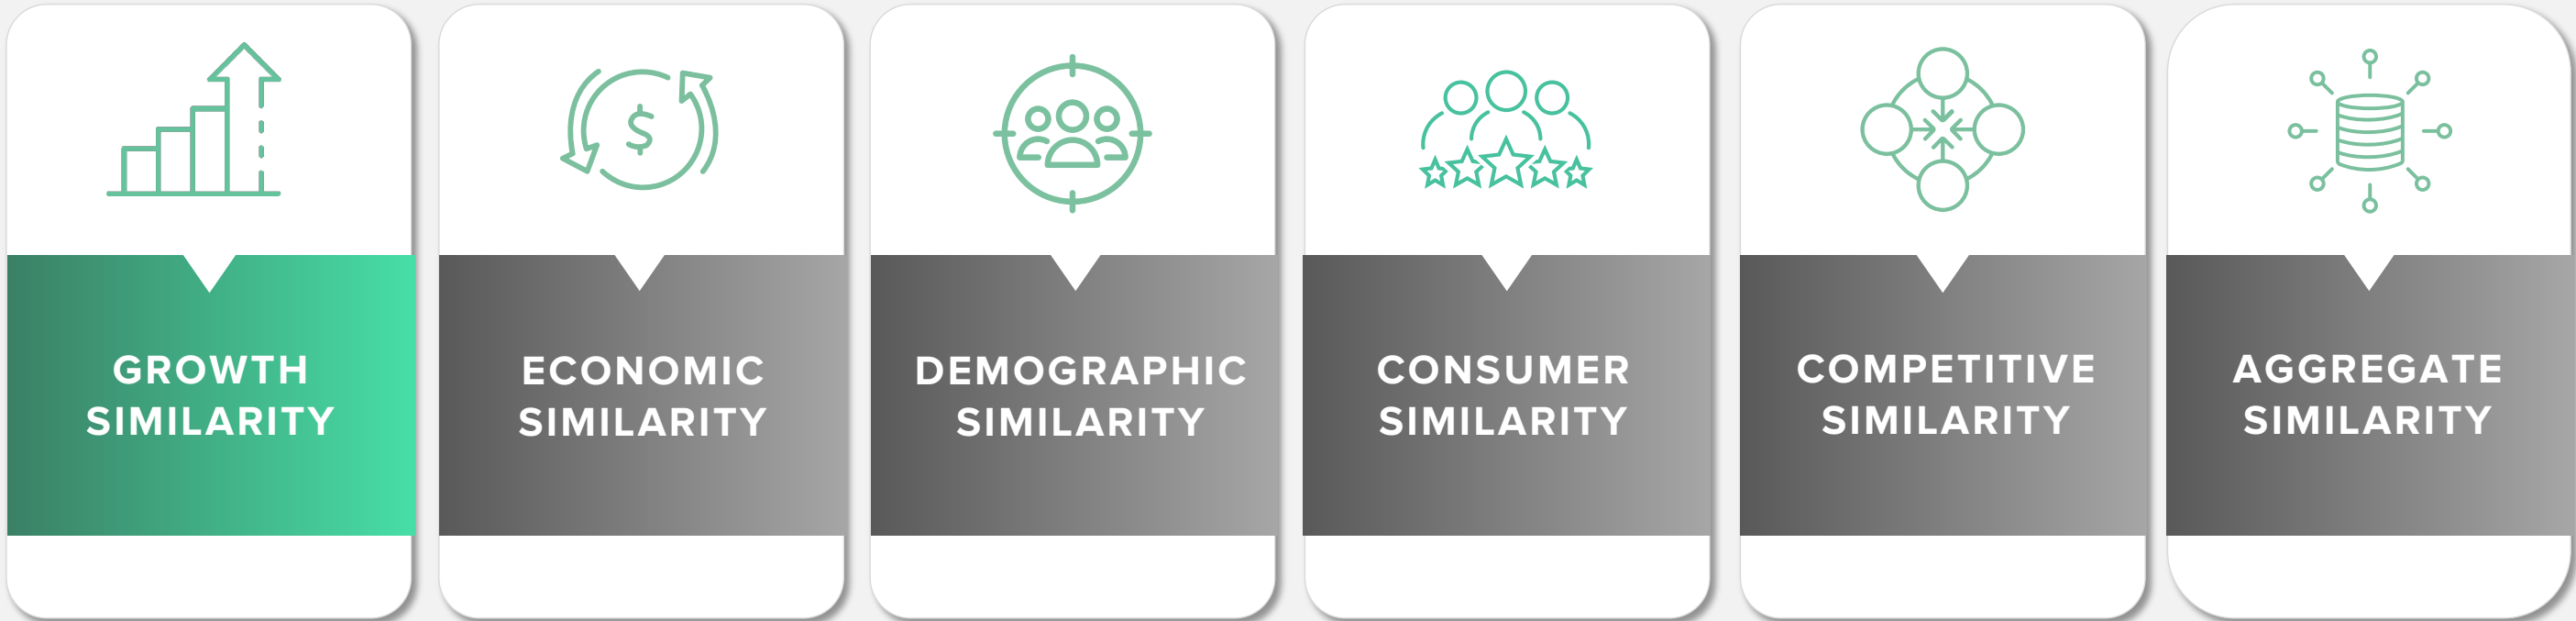 GROWTH
SIMILARITY
ECONOMIC
SIMILARITY
DEMOGRAPHIC
SIMILARITY
CONSUMER
SIMILARITY
COMPETITIVE
SIMILARITY
AGGREGATE
SIMILARITY